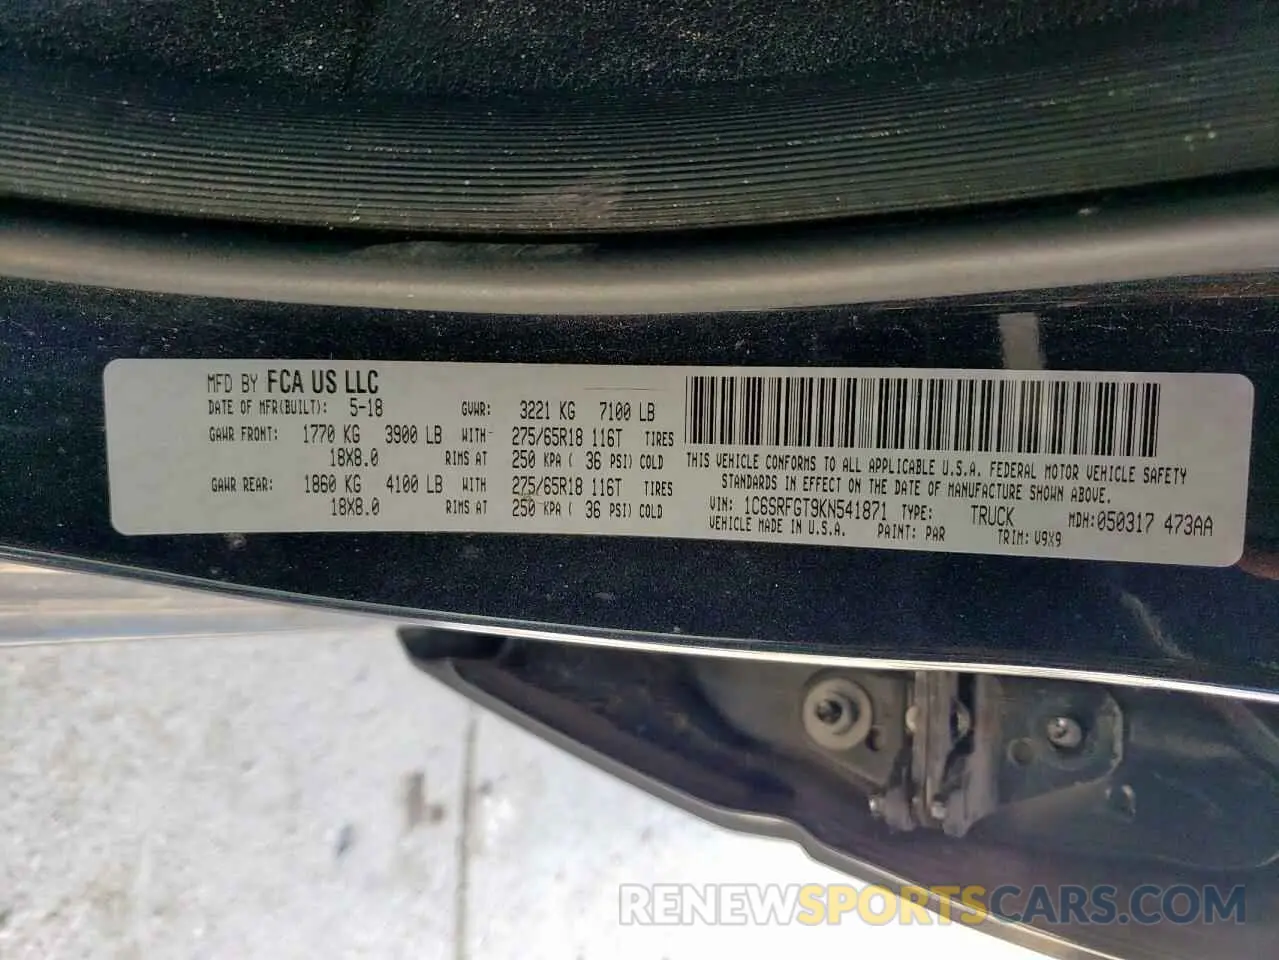 MFD BY FCA US LLC
DATE OF MFR(BUILT): 5-18 GVWR: 3221 KG 7100 LB
GAWR FRONT: 1770 KG 3900 LB WITH 275/65R18 116T TIRES
18X8.0 RIMS AT 250 KPA ( 36 PSI) COLD
GAWR REAR: 1860 KG 4100 LB WITH 275/65R18 116T TIRES
18X8.0 RIMS AT 250 KPA ( 36 PSI) COLD
THIS VEHICLE CONFORMS TO ALL APPLICABLE U.S.A. FEDERAL MOTOR VEHICLE SAFETY
STANDARDS IN EFFECT ON THE DATE OF MANUFACTURE SHOWN ABOVE.
VIN: 1C6SRFGT9KN541871 TYPE: TRUCK MDH:050317 473AA
VEHICLE MADE IN U.S.A. PAINT: PAR TRIM: V9X9
RENEWSPORTSCARS.COM